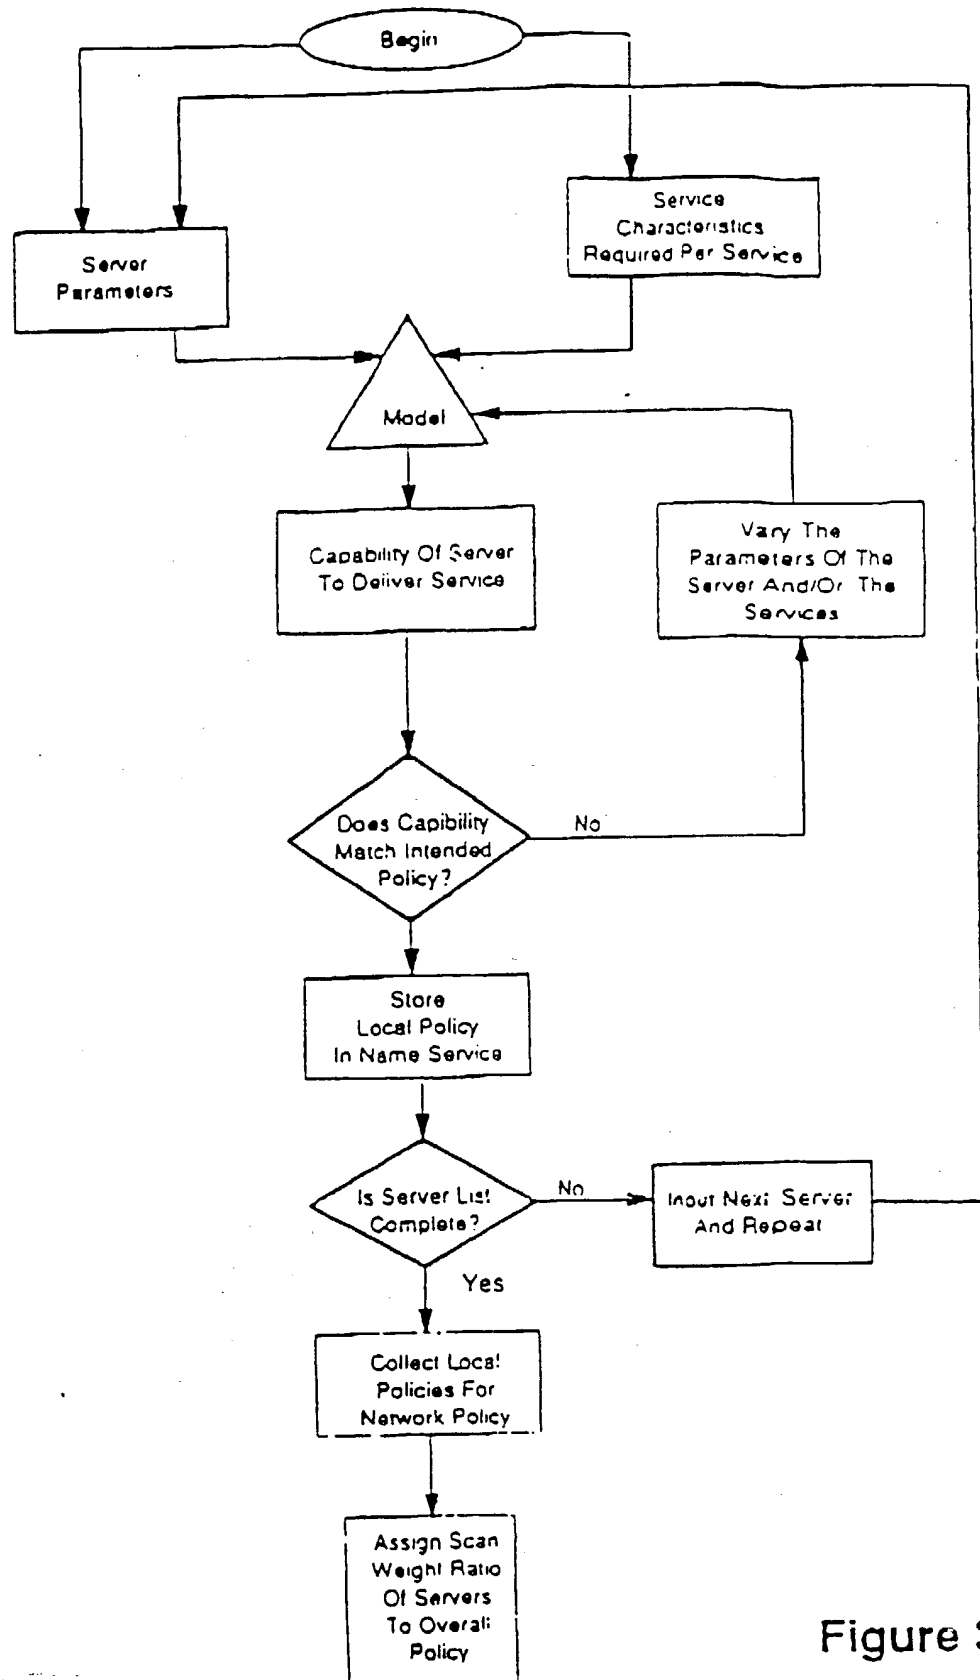 Begin
Service
Characteristics
Required Per Service
Server
Parameters
Model
Capability Of Server
To Deliver Service
Vary The
Parameters Of The
Server And/Or The
Services
Does Capibility
Match Intended
Policy?
No
Store
Local Policy
In Name Service
Is Server List
Complete?
No
Input Next Server
And Repeat
Yes
Collect Local
Policies For
Network Policy
Assign Scan
Weight Ratio
Of Servers
To Overall
Policy
Figure